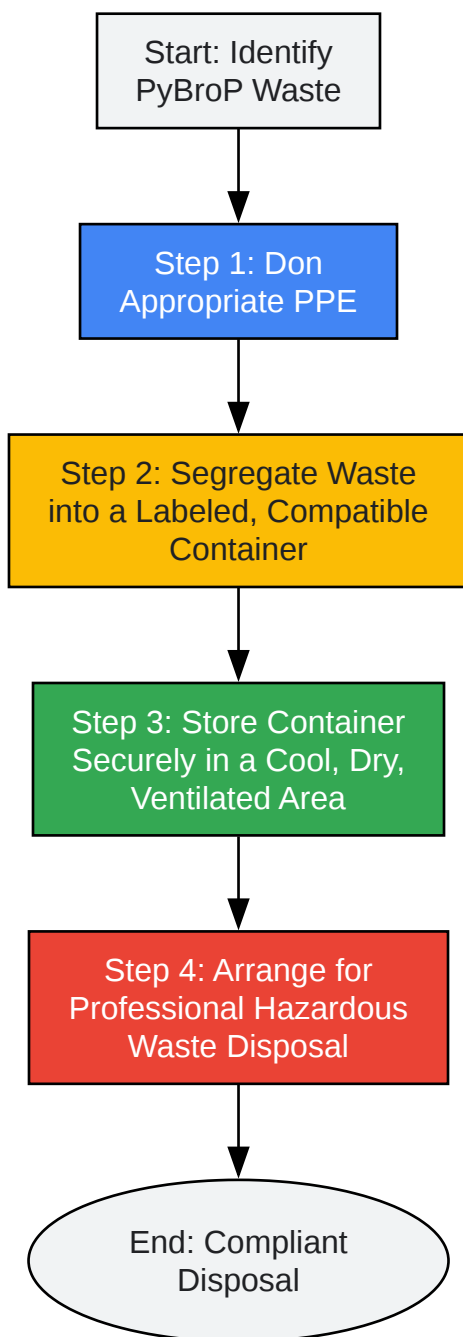 Start: Identify
PyBroP Waste
Step 1: Don
Appropriate PPE
Step 2: Segregate Waste
into a Labeled, Compatible
Container
Step 3: Store Container
Securely in a Cool, Dry,
Ventilated Area
Step 4: Arrange for
Professional Hazardous
Waste Disposal
End: Compliant
Disposal